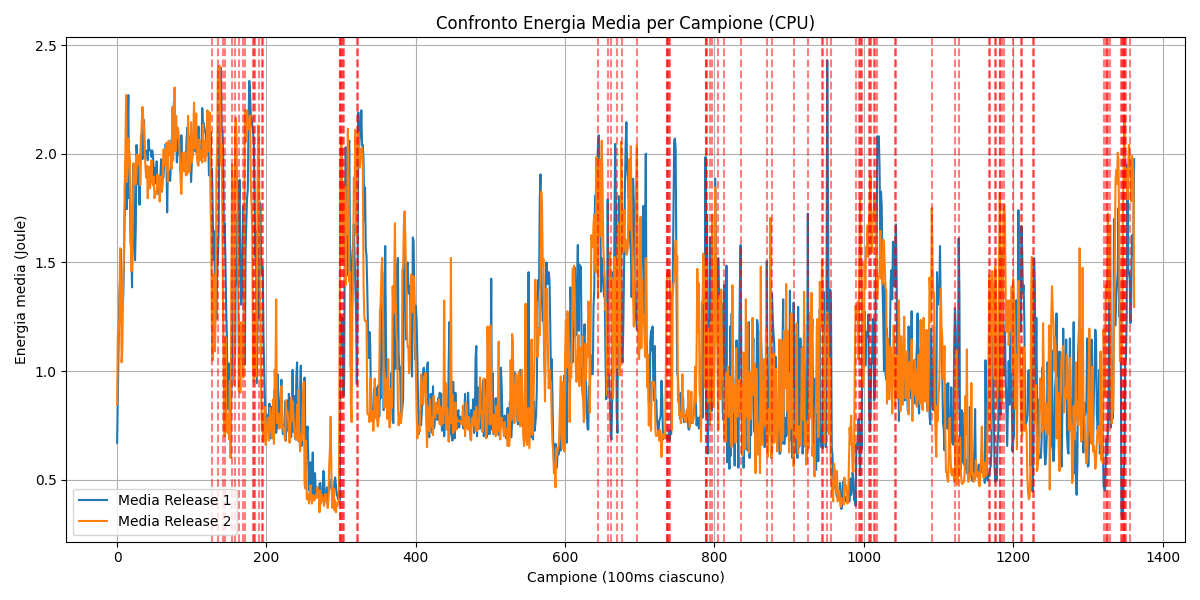 Confronto Energia Media per Campione (CPU)
2.5
2.0
1.5
1.0
0.5
Energia media (Joule)
Media Release 1
Media Release 2
0
200
400
600
800
1000
1200
1400
Campione (100ms ciascuno)